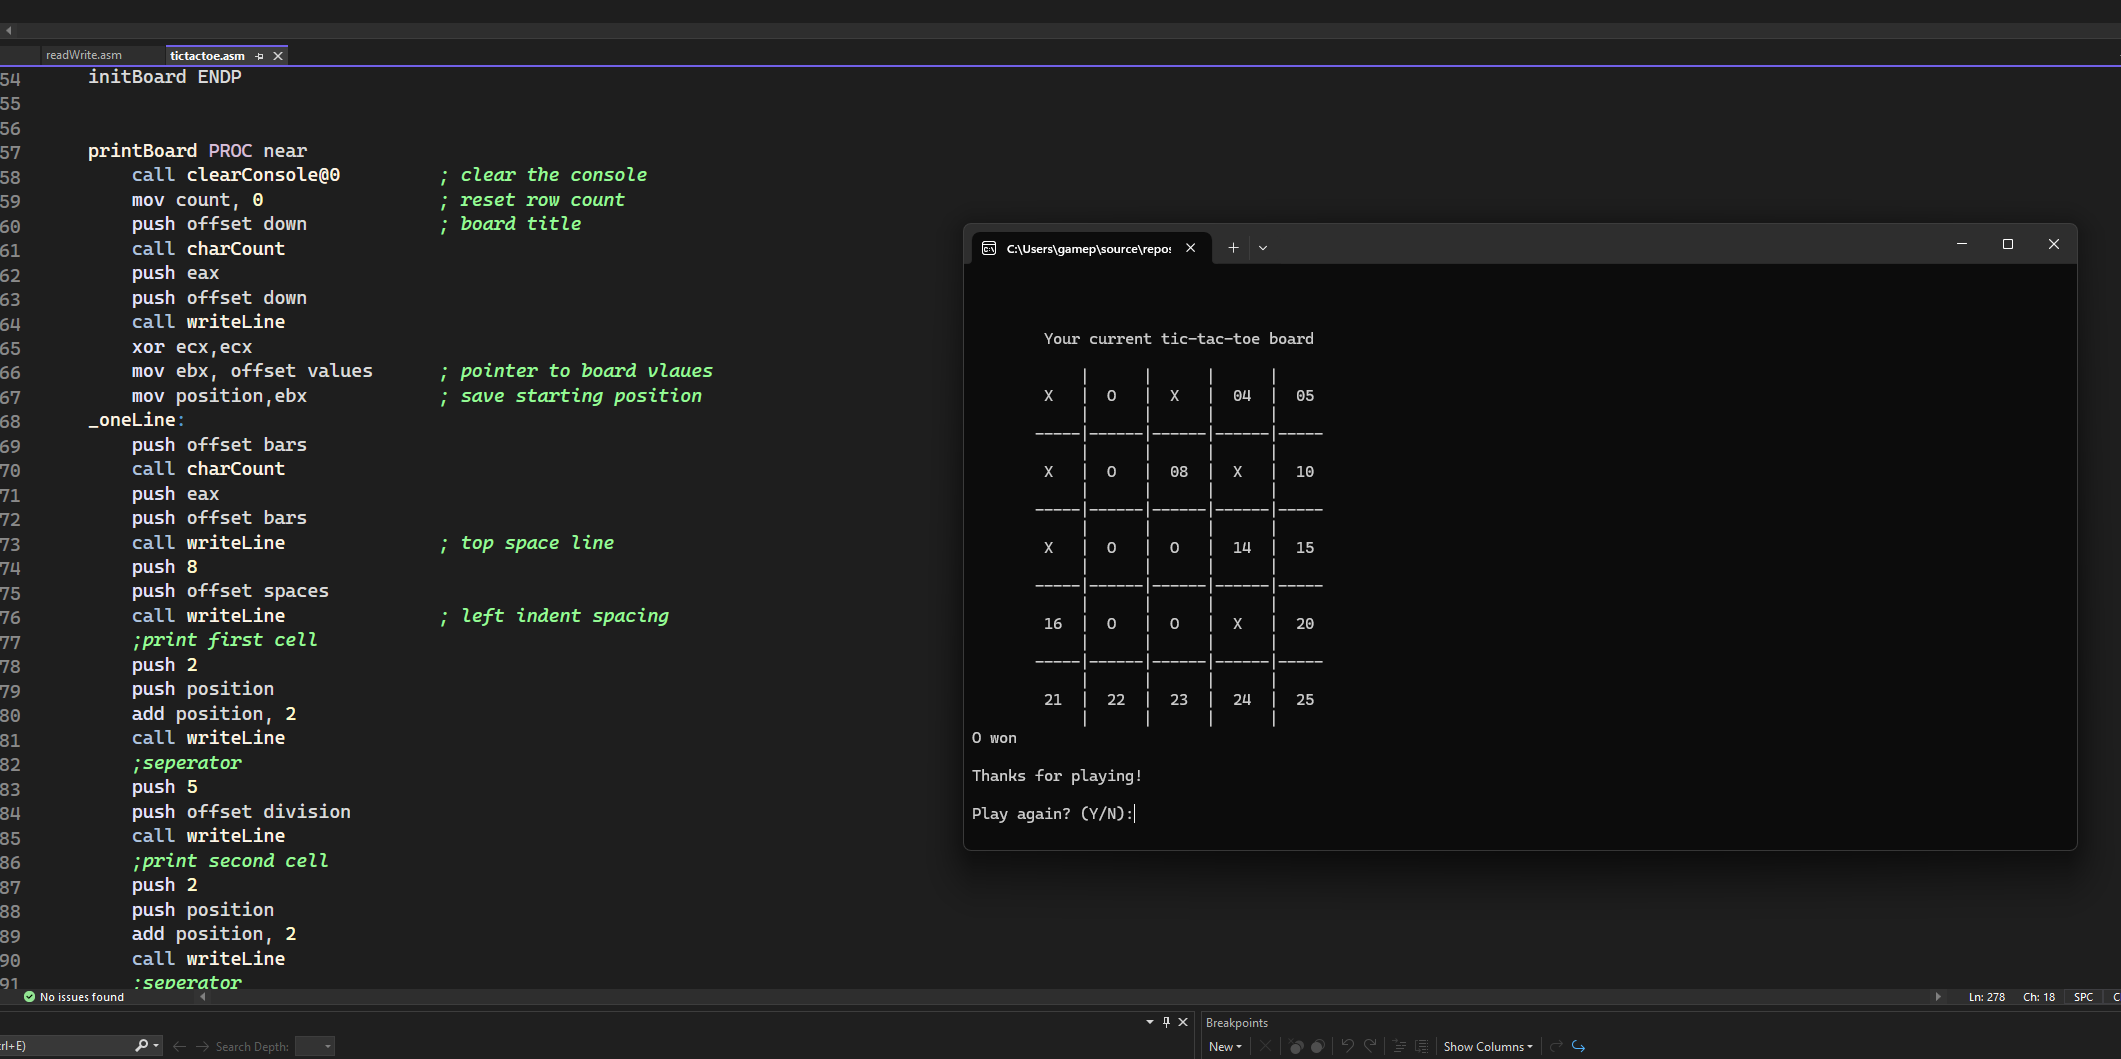 readWrite.asm
tictactoe.asm
54 initBoard ENDP
55
56
57 printBoard PROC near
58 call clearConsole@0 ; clear the console
59 mov count, 0 ; reset row count
60 push offset down ; board title
61 call charCount
62 push eax
63 push offset down
64 call writeLine
65 xor ecx,ecx
66 mov ebx, offset values ; pointer to board vlaues
67 mov position,ebx ; save starting position
68 _oneLine:
69 push offset bars
70 call charCount
71 push eax
72 push offset bars
73 call writeLine ; top space line
74 push 8
75 push offset spaces
76 call writeLine ; left indent spacing
77 ;print first cell
78 push 2
79 push position
80 add position, 2
81 call writeLine
82 ;seperator
83 push 5
84 push offset division
85 call writeLine
86 ;print second cell
87 push 2
88 push position
89 add position, 2
90 call writeLine
91 ;seperator
C:\Users\gamep\source\repos
Your current tic-tac-toe board
| | | |
X | O | X | 04 | 05
| | | |
-----|------|------|------|-----
| | | |
X | O | 08 | X | 10
| | | |
-----|------|------|------|-----
| | | |
X | O | O | 14 | 15
| | | |
-----|------|------|------|-----
| | | |
16 | O | O | X | 20
| | | |
-----|------|------|------|-----
| | | |
21 | 22 | 23 | 24 | 25
| | | |
O won
Thanks for playing!
Play again? (Y/N):
No issues found
Ln: 278 Ch: 18 SPC C
Breakpoints
rl+E) Search Depth:
New Show Columns